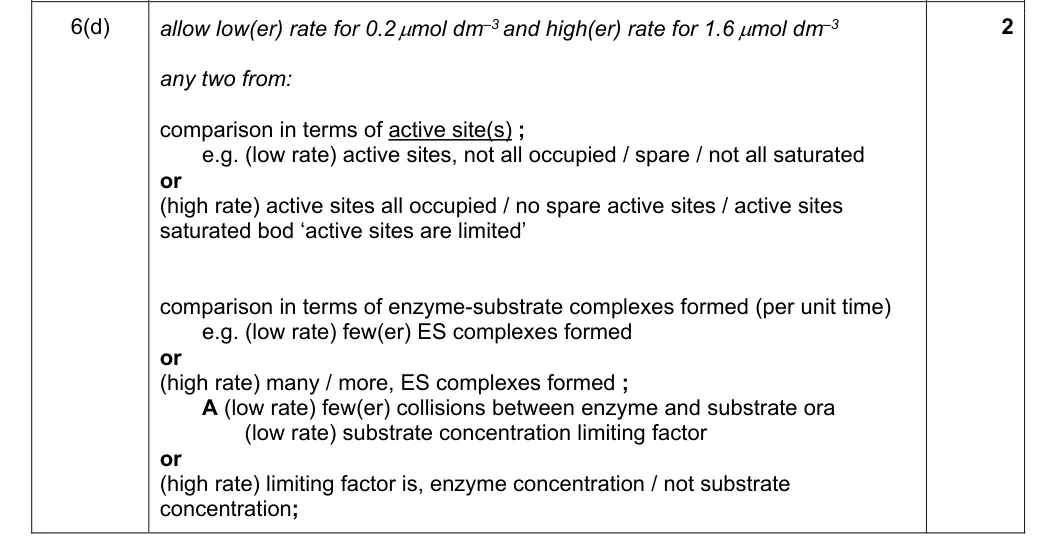 6(d)
allow low(er) rate for 0.2 μmol dm⁻³ and high(er) rate for 1.6 μmol dm⁻³
2
any two from:
comparison in terms of active site(s) ;
e.g. (low rate) active sites, not all occupied / spare / not all saturated
or
(high rate) active sites all occupied / no spare active sites / active sites
saturated bod ‘active sites are limited’
comparison in terms of enzyme-substrate complexes formed (per unit time)
e.g. (low rate) few(er) ES complexes formed
or
(high rate) many / more, ES complexes formed ;
A (low rate) few(er) collisions between enzyme and substrate ora
(low rate) substrate concentration limiting factor
or
(high rate) limiting factor is, enzyme concentration / not substrate
concentration;